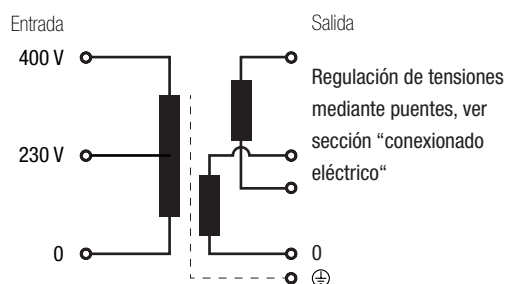 Entrada
400 V
230 V
0
Salida
Regulación de tensiones
mediante puentes, ver
sección “conexionado
eléctrico“
0